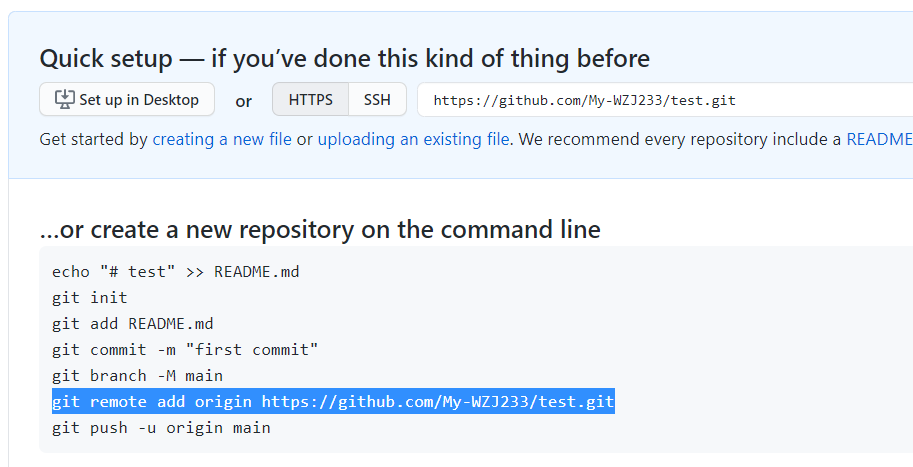 Quick setup — if you’ve done this kind of thing before
Set up in Desktop or HTTPS SSH https://github.com/My-WZJ233/test.git
Get started by creating a new file or uploading an existing file. We recommend every repository include a README
...or create a new repository on the command line
echo "# test" >> README.md
git init
git add README.md
git commit -m "first commit"
git branch -M main
git remote add origin https://github.com/My-WZJ233/test.git
git push -u origin main